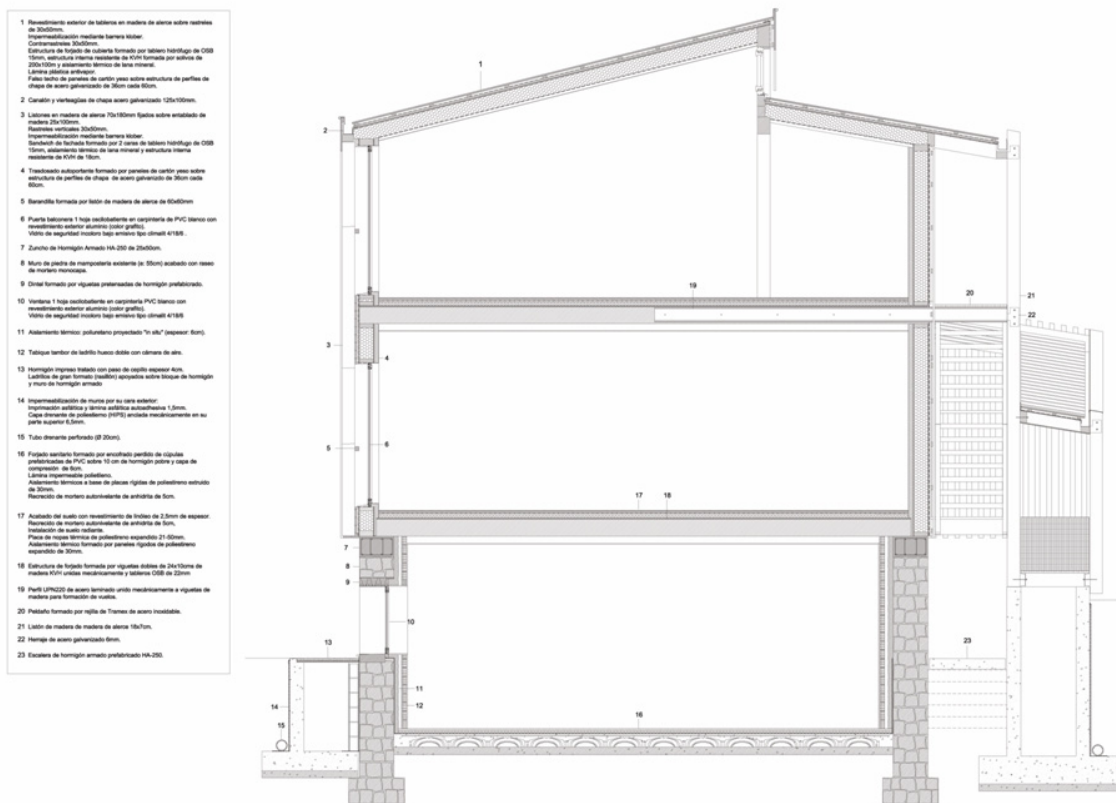 1 Revestimiento exterior de tableros en madera de alerce sobre rastreles
de 30x50mm.
Impermeabilización mediante barrera klober.
Contrarrastreles 30x50mm.
Estructura de forjado de cubierta formado por tablero hidrófugo de OSB
15mm, estructura interna resistente de KVH formada por solivos de
200x100m y aislamiento térmico de lana mineral.
Lámina plástica antivapor.
Falso techo de paneles de cartón yeso sobre estructura de perfiles de
chapa de acero galvanizado de 36cm cada 60cm.
2 Canalón y vierteagüas de chapa acero galvanizado 125x100mm.
3 Listones en madera de alerce 70x180mm fijados sobre entablado de
madera 25x100mm.
Rastreles verticales 30x50mm.
Impermeabilización mediante barrera klober.
Sandwich de fachada formado por 2 caras de tablero hidrófugo de OSB
15mm, aislamiento térmico de lana mineral y estructura interna
resistente de KVH de 18cm.
4 Trasdosado autoportante formado por paneles de cartón yeso sobre
estructura de perfiles de chapa de acero galvanizdo de 36cm cada
60cm.
5 Barandilla formada por listón de madera de alerce de 60x60mm
6 Puerta balconera 1 hoja oscilobatiente en carpintería de PVC blanco con
revestimiento exterior aluminio (color grafito).
Vidrio de seguridad incoloro bajo emisivo tipo climalit 4/18/6 .
7 Zuncho de Hormigón Armado HA-250 de 25x50cm.
8 Muro de piedra de mampostería existente (e: 55cm) acabado con raseo
de mortero monocapa.
9 Dintel formado por viguetas pretensadas de hormigón prefabricado.
10 Ventana 1 hoja oscilobatiente en carpintería PVC blanco con
revestimiento exterior aluminio (color grafito).
Vidrio de seguridad incoloro bajo emisivo tipo climalit 4/18/6
11 Aislamiento térmico: poliuretano proyectado "in situ" (espesor: 6cm).
12 Tabique tambor de ladrillo hueco doble con cámara de aire.
13 Hormigón impreso tratado con paso de cepillo espesor 4cm.
Ladrillos de gran formato (rasillón) apoyados sobre bloque de hormigón
y muro de hormigón armado
14 Impermeabilización de muros por su cara exterior:
Imprimación asfáltica y lámina asfáltica autoadhesiva 1,5mm.
Capa drenante de poliestierno (HIPS) anclada mecánicamente en su
parte superior 8,5mm.
15 Tubo drenante perforado (Ø 20cm).
16 Forjado sanitario formado por encofrado perdido de cúpulas
prefabricadas de PVC sobre 10 cm de hormigón pobre y capa de
compresión de 6cm.
Lámina impermeable polietileno.
Aislamiento térmicos a base de placas rígidas de poliestireno extruido
de 30mm.
Recrecido de mortero autonivelante de anhidrita de 5cm.
17 Acabado del suelo con revestimiento de linóleo de 2,5mm de espesor.
Recrecido de mortero autonivelante de anhidrita de 5cm,
Instalación de suelo radiante.
Placa de nopas térmica de poliestireno expandido 21-50mm.
Aislamiento térmico formado por paneles rígodos de poliestireno
expandido de 30mm.
18 Estructura de forjado formada por viguetas dobles de 24x10cms de
madera KVH unidas mecánicamente y tableros OSB de 22mm
19 Perfil UPN220 de acero laminado unido mecánicamente a viguetas de
madera para formación de vuelos.
20 Peldaño formado por rejilla de Tramex de acero inoxidable.
21 Listón de madera de madera de alerce 18x7cm.
22 Herraje de acero galvanizado 6mm.
23 Escalera de hormigón armado prefabricado HA-250.
1
2
19
20
21
22
3
4
5
6
17
18
7
8
9
10
13
23
11
12
14
16
15